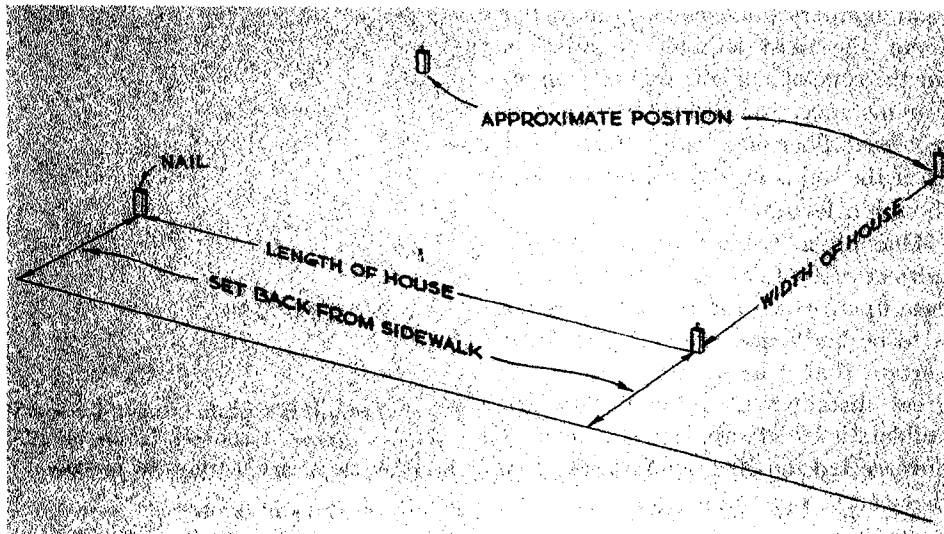 APPROXIMATE POSITION
NAIL
LENGTH OF HOUSE
WIDTH OF HOUSE
SET BACK FROM SIDEWALK